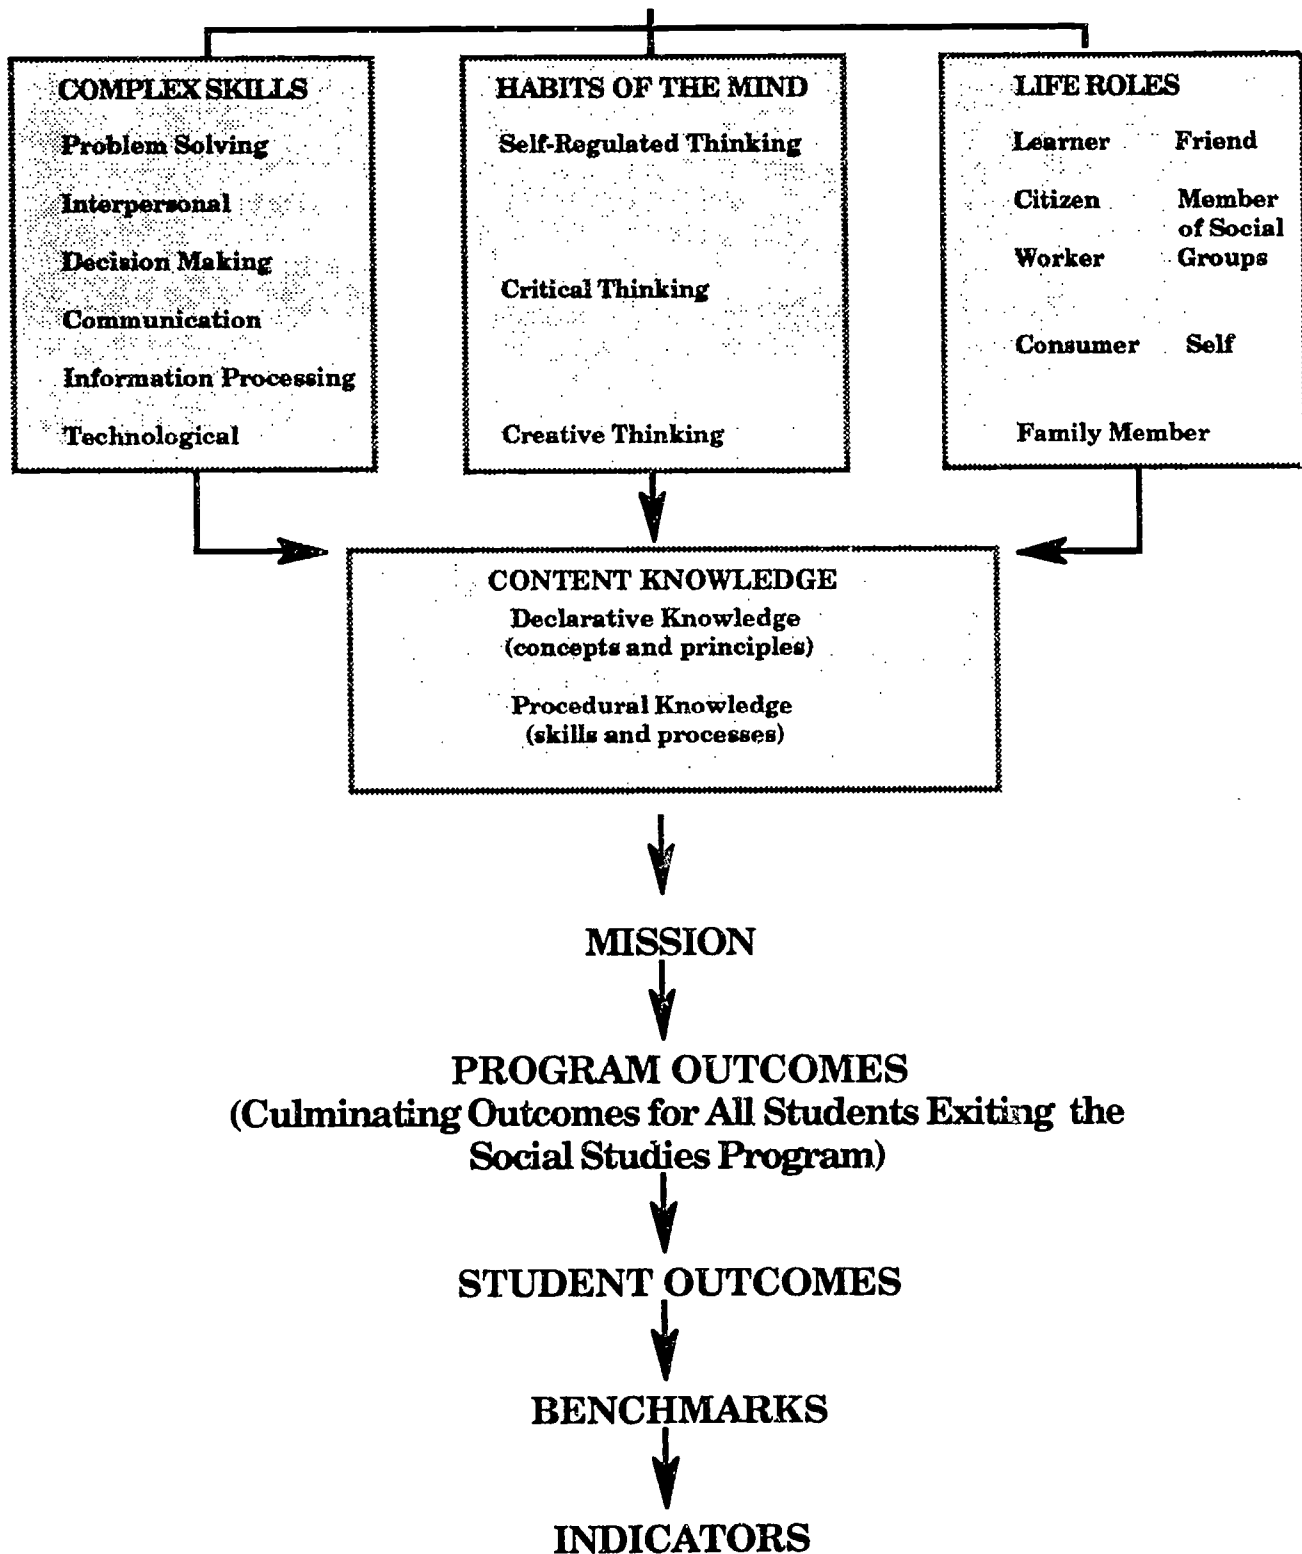 COMPLEX SKILLS
Problem Solving
Interpersonal
Decision Making
Communication
Information Processing
Technological
HABITS OF THE MIND
Self-Regulated Thinking
Critical Thinking
Creative Thinking
LIFE ROLES
Learner Friend
Citizen Member
of Social
Worker Groups
Consumer Self
Family Member
CONTENT KNOWLEDGE
Declarative Knowledge
(concepts and principles)
Procedural Knowledge
(skills and processes)
MISSION
PROGRAM OUTCOMES
(Culminating Outcomes for All Students Exiting the
Social Studies Program)
STUDENT OUTCOMES
BENCHMARKS
INDICATORS